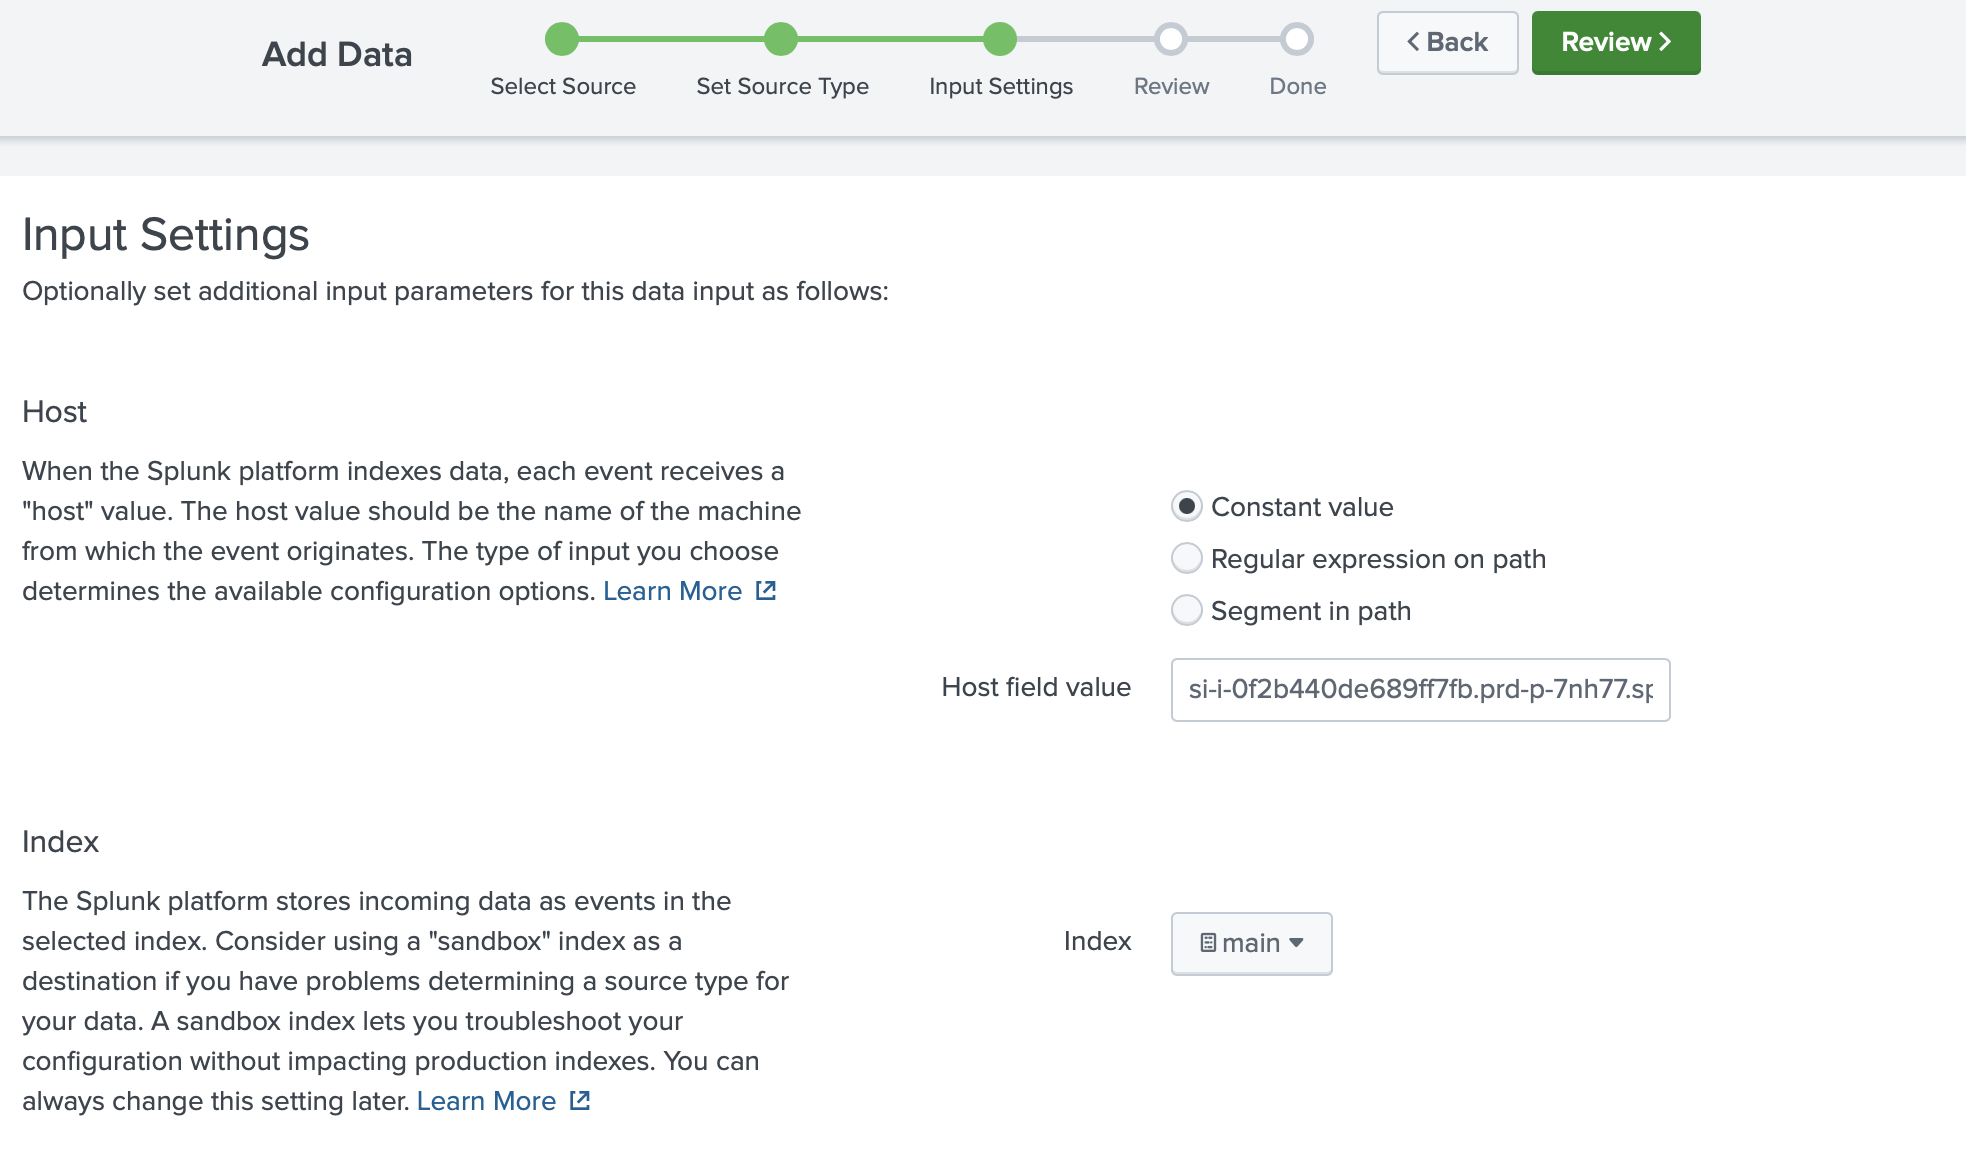 Add Data
Select Source
Set Source Type
Input Settings
Review
Done
Back
Review
Input Settings
Optionally set additional input parameters for this data input as follows:
Host
When the Splunk platform indexes data, each event receives a
"host" value. The host value should be the name of the machine
from which the event originates. The type of input you choose
determines the available configuration options. Learn More
Constant value
Regular expression on path
Segment in path
Host field value
si-i-0f2b440de689ff7fb.prd-p-7nh77.sp
Index
The Splunk platform stores incoming data as events in the
selected index. Consider using a "sandbox" index as a
destination if you have problems determining a source type for
your data. A sandbox index lets you troubleshoot your
configuration without impacting production indexes. You can
always change this setting later. Learn More
Index
main